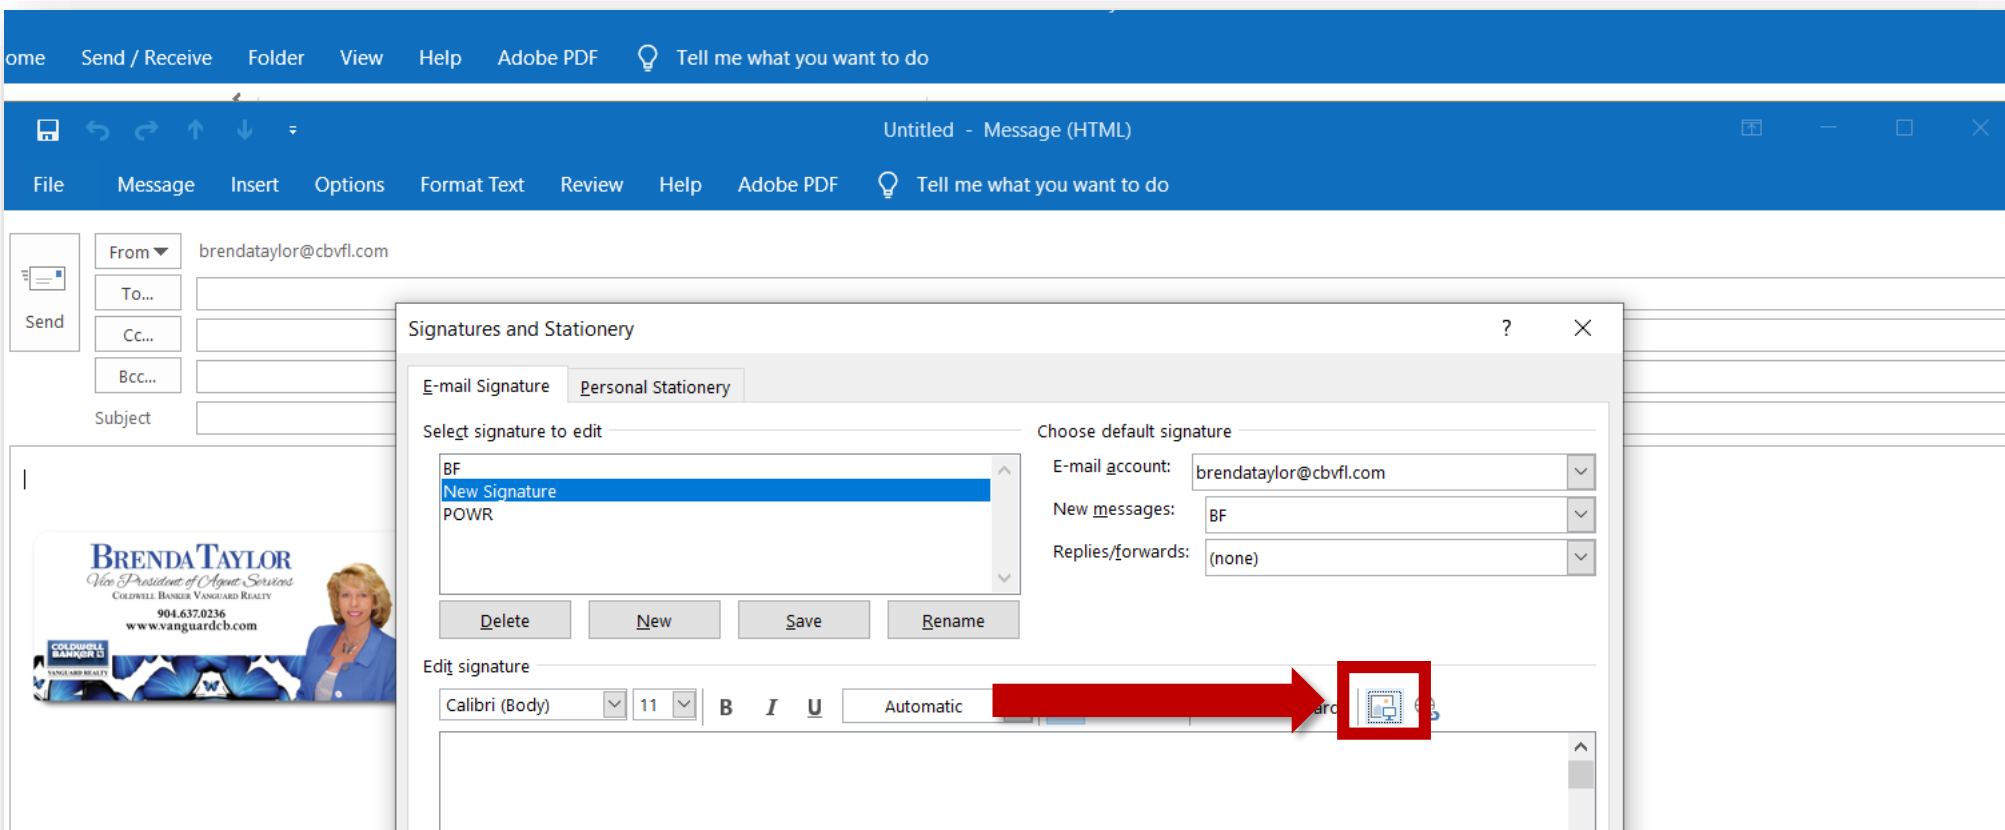 ome Send / Receive Folder View Help Adobe PDF Tell me what you want to do
Untitled - Message (HTML)
File Message Insert Options Format Text Review Help Adobe PDF Tell me what you want to do
From brendataylor@cbvfl.com
To...
Send
Cc...
Bcc...
Subject
Signatures and Stationery ?
E-mail Signature Personal Stationery
Select signature to edit
BF
New Signature
POWR
Delete New Save Rename
Choose default signature
E-mail account: brendataylor@cbvfl.com
New messages: BF
Replies/forwards: (none)
Edit signature
Calibri (Body) 11 B I U Automatic
BRENDA TAYLOR
Vice President of Agent Services
COLDWELL BANKER VANGUARD REALTY
904.637.0236
www.vanguardcb.com
COLDWELL
BANKER
VANGUARD REALTY